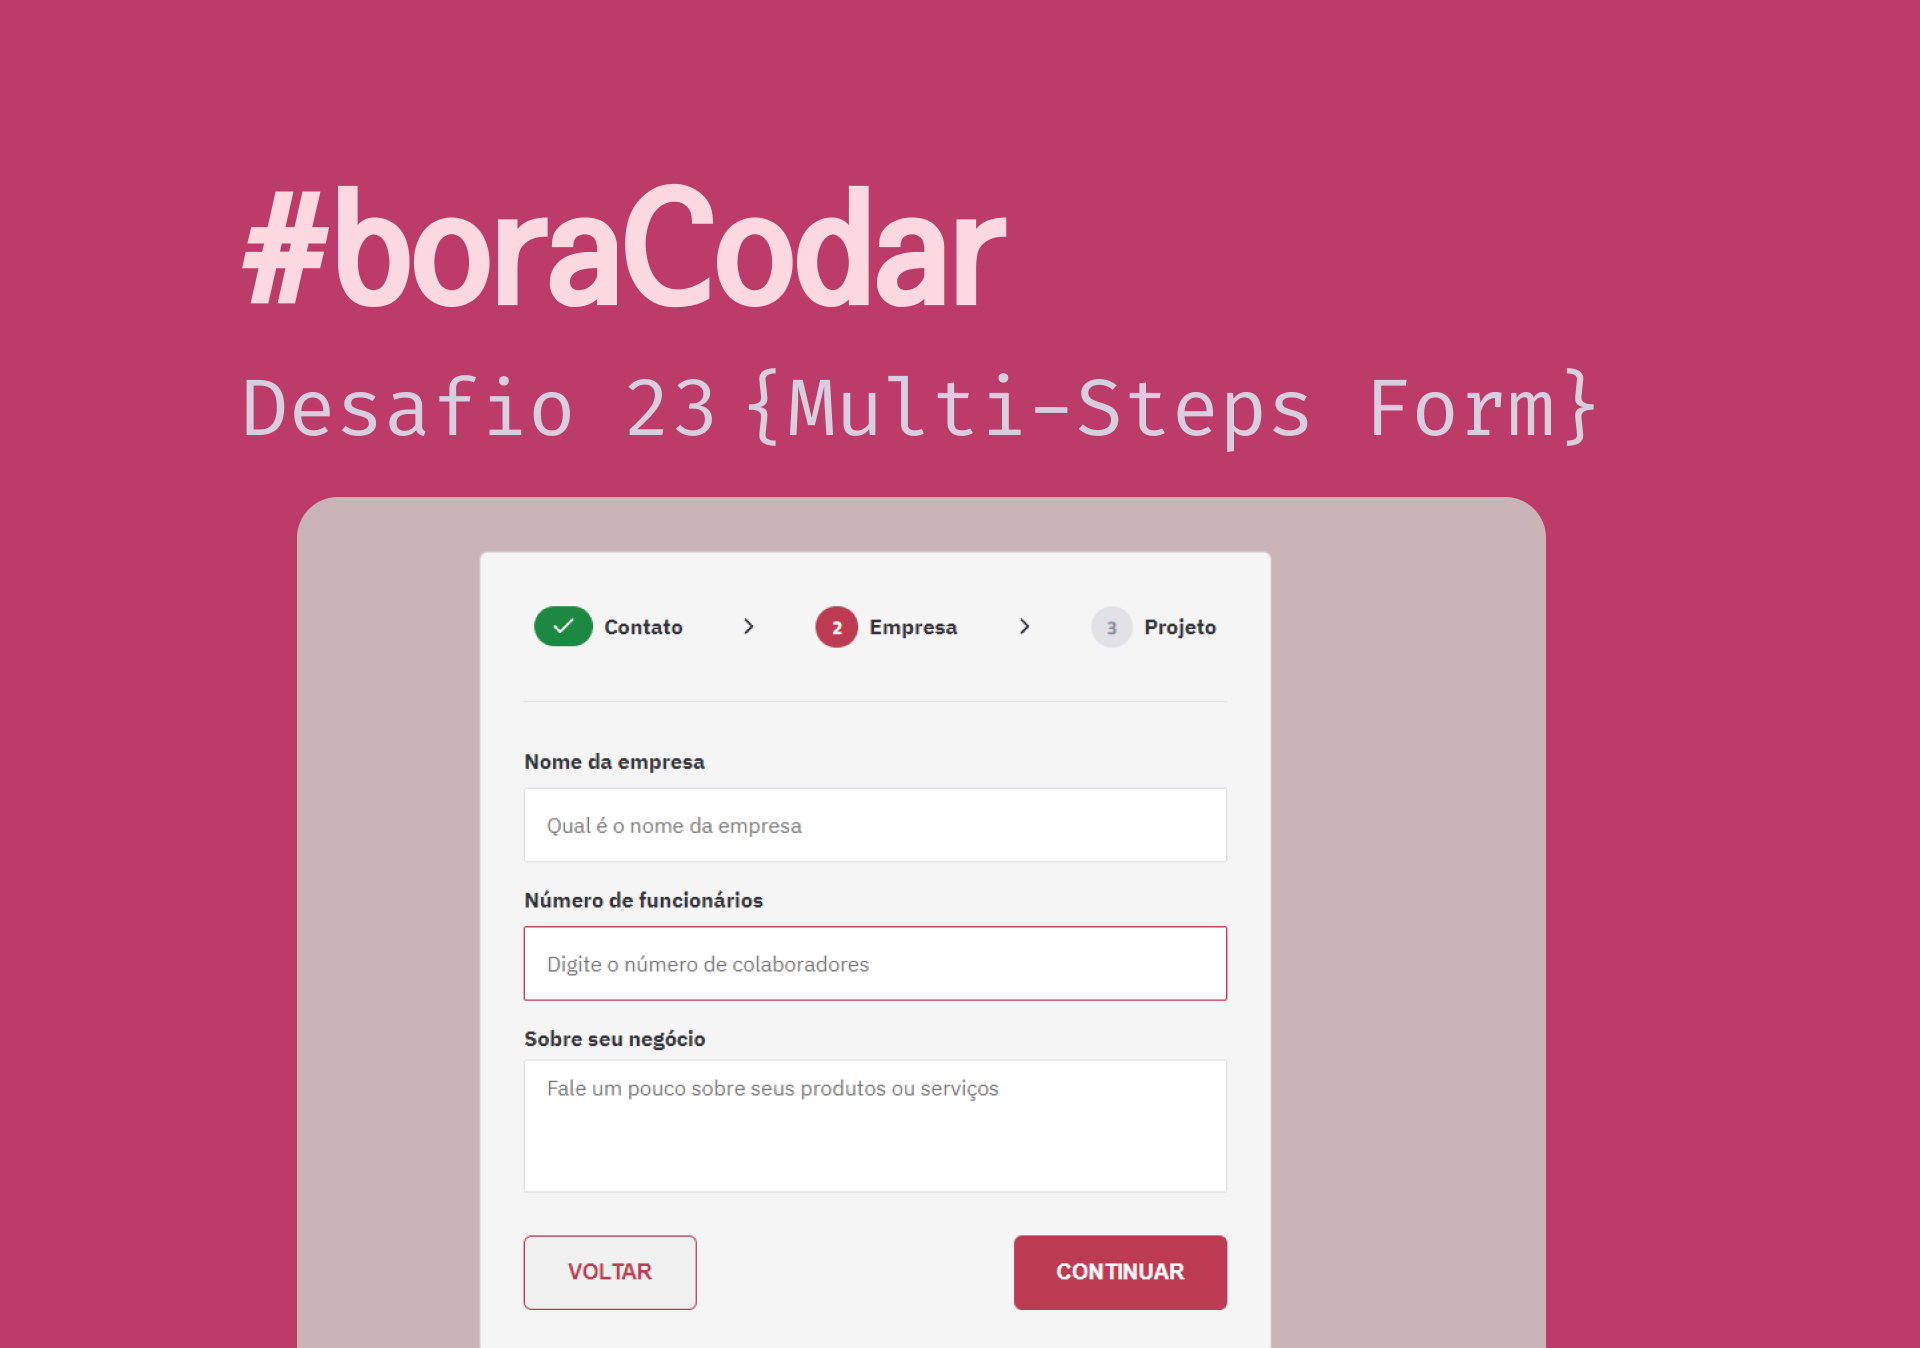 #boraCodar
Desafio 23 {Multi-Steps Form}
Contato > 2 Empresa > 3 Projeto
Nome da empresa
Qual é o nome da empresa
Número de funcionários
Digite o número de colaboradores
Sobre seu negócio
Fale um pouco sobre seus produtos ou serviços
VOLTAR CONTINUAR